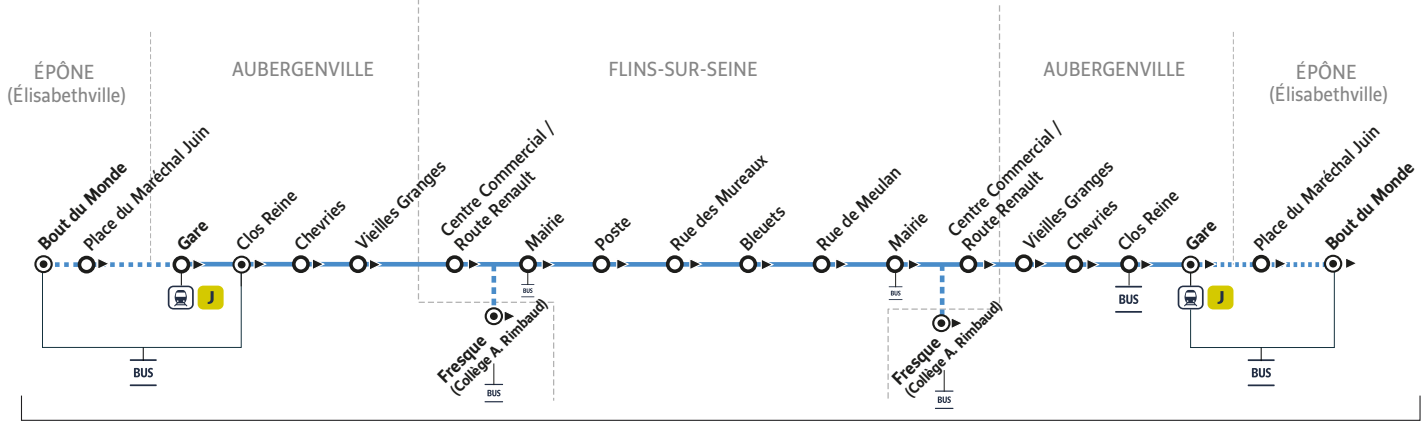 ÉPÔNE
(Élisabethville)
AUBERGENVILLE
FLINS-SUR-SEINE
AUBERGENVILLE
ÉPÔNE
(Élisabethville)
Bout du Monde
Place du Maréchal Juin
Gare
Clos Reine
Chevries
Vieilles Granges
Centre Commercial /
Route Renault
Mairie
Poste
Rue des Mureaux
Bleuets
Rue de Meulan
Mairie
Centre Commercial /
Route Renault
Vieilles Granges
Chevries
Clos Reine
Gare
Place du Maréchal Juin
Bout du Monde
J
BUS
BUS
Fresque
(Collège A. Rimbaud)
BUS
BUS
Fresque
(Collège A. Rimbaud)
BUS
BUS
J
BUS